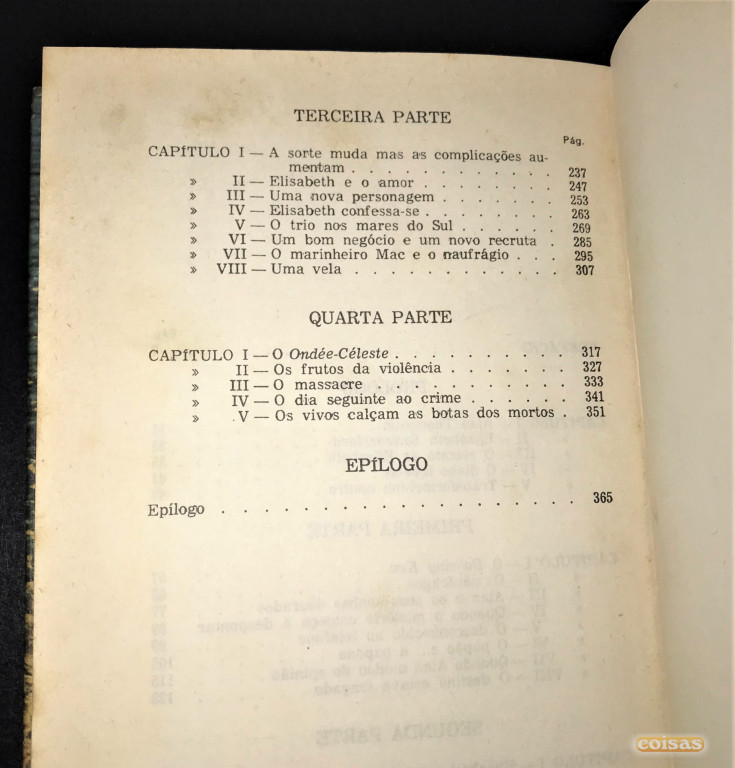 TERCEIRA PARTE
Pág.
CAPÍTULO I — A sorte muda mas as complicações au-
mentam . . . . . . . . . . . . 237
» II — Elisabeth e o amor . . . . . . . . 247
» III — Uma nova personagem . . . . . . . 253
» IV — Elisabeth confessa-se . . . . . . . 263
» V — O trio nos mares do Sul . . . . . . 269
» VI — Um bom negócio e um novo recruta . 285
» VII — O marinheiro Mac e o naufrágio . . . 295
» VIII — Uma vela . . . . . . . . . . . . 307
QUARTA PARTE
CAPÍTULO I — O Ondée-Céleste . . . . . . . . . . 317
» II — Os frutos da violência . . . . . . . 327
» III — O massacre . . . . . . . . . . . 333
» IV — O dia seguinte ao crime . . . . . . 341
» V — Os vivos calçam as botas dos mortos . 351
EPÍLOGO
Epílogo . . . . . . . . . . . . . . . . . . 365
PRIMEIRA PARTE
SEGUNDA PARTE
coisas